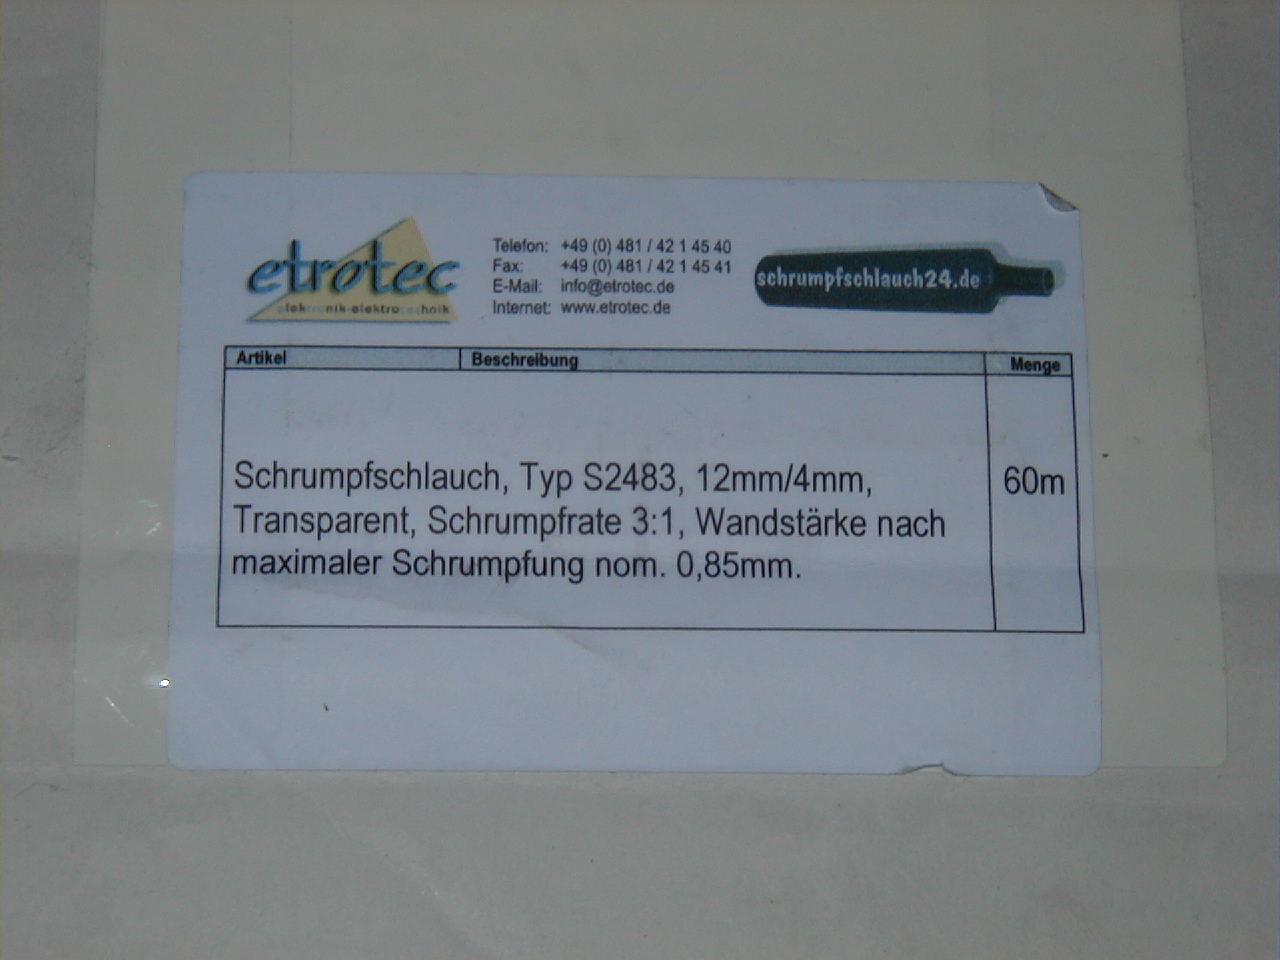 etrotec
elektronik-elektrotechnik
Telefon: +49 (0) 481 / 42 1 45 40
Fax: +49 (0) 481 / 42 1 45 41
E-Mail: info@etrotec.de
Internet: www.etrotec.de
schrumpfschlauch24.de
Artikel Beschreibung Menge
Schrumpfschlauch, Typ S2483, 12mm/4mm, 60m
Transparent, Schrumpfrate 3:1, Wandstärke nach
maximaler Schrumpfung nom. 0,85mm.